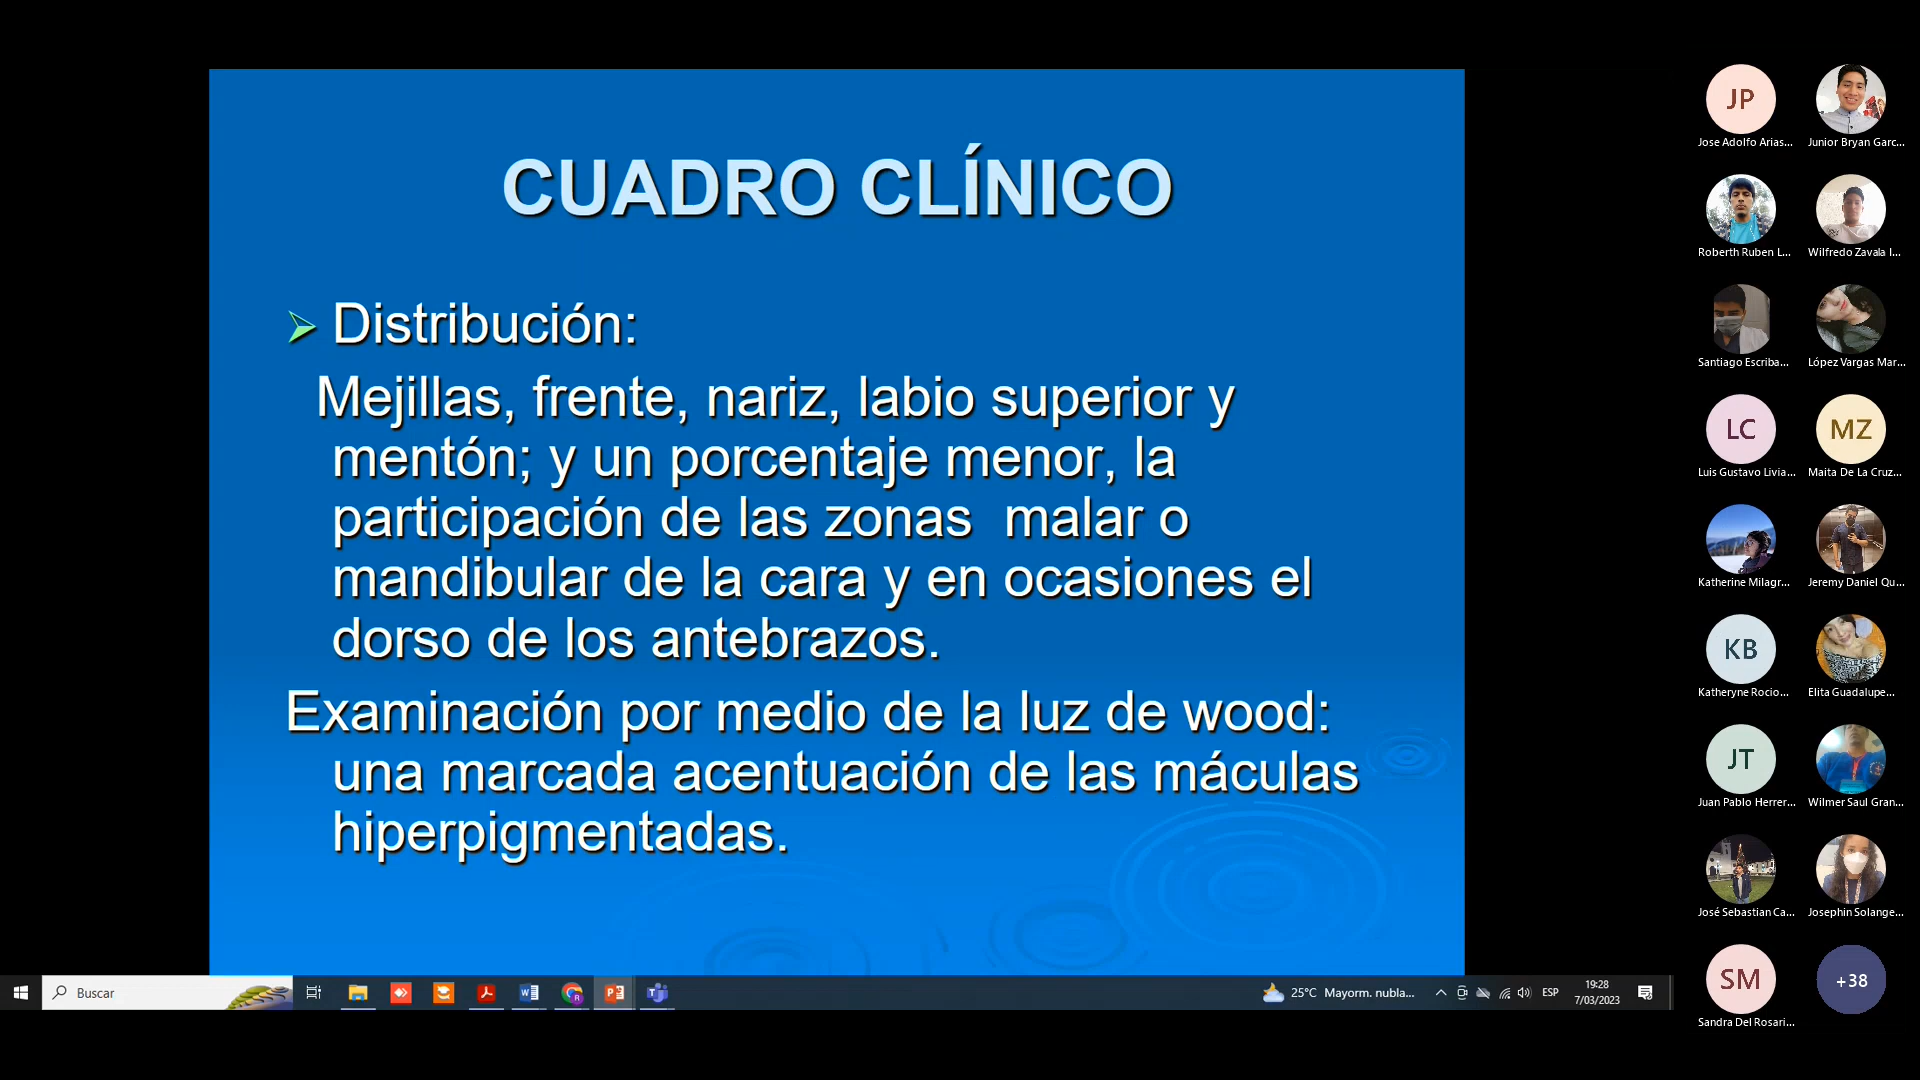 CUADRO CLÍNICO
Distribución:
Mejillas, frente, nariz, labio superior y
mentón; y un porcentaje menor, la
participación de las zonas malar o
mandibular de la cara y en ocasiones el
dorso de los antebrazos.
Examinación por medio de la luz de wood:
una marcada acentuación de las máculas
hiperpigmentadas.
JP
Jose Adolfo Arias...
Junior Bryan Garc...
Roberth Ruben L...
Wilfredo Zavala I...
Santiago Escriba...
López Vargas Mar...
LC
Luis Gustavo Livia...
MZ
Maita De La Cruz...
Katherine Milagr...
Jeremy Daniel Qu...
KB
Katheryne Rocio...
Elita Guadalupe...
JT
Juan Pablo Herrer...
Wilmer Saul Gran...
José Sebastian Ca...
Josephin Solange...
SM
Sandra Del Rosari...
+38
Buscar
25°C Mayorm. nubla...
ESP
19:28
7/03/2023